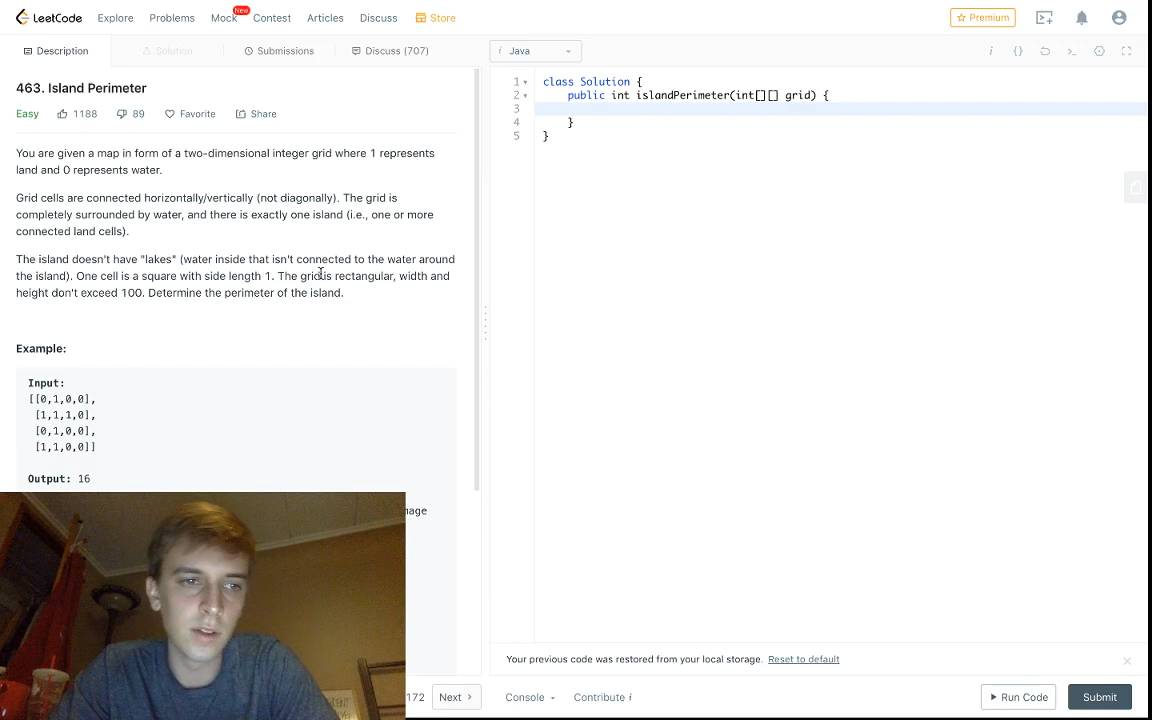 LeetCode Explore Problems Mock New Contest Articles Discuss Store Premium
Description Solution Submissions Discuss (707) i Java i {} >_
463. Island Perimeter
Easy 1188 89 Favorite Share
You are given a map in form of a two-dimensional integer grid where 1 represents
land and 0 represents water.
Grid cells are connected horizontally/vertically (not diagonally). The grid is
completely surrounded by water, and there is exactly one island (i.e., one or more
connected land cells).
The island doesn't have "lakes" (water inside that isn't connected to the water around
the island). One cell is a square with side length 1. The grid is rectangular, width and
height don't exceed 100. Determine the perimeter of the island.
Example:
Input:
[[0,1,0,0],
[1,1,1,0],
[0,1,0,0],
[1,1,0,0]]
Output: 16
mage
1 class Solution {
2 public int islandPerimeter(int[][] grid) {
3
4 }
5 }
Your previous code was restored from your local storage. Reset to default
172 Next > Console Contribute i Run Code Submit